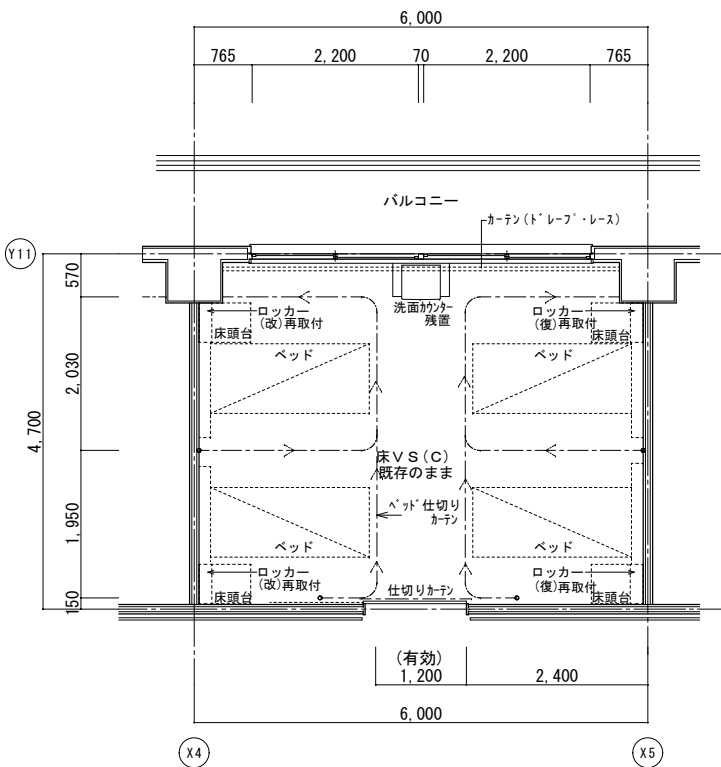 6,000
765
2,200
70
2,200
765
バルコニー
カーテン(ドレープ・レース)
Y11
570
洗面カウンター
残置
ロッカー
(改)再取付
床頭台
ロッカー
(復)再取付
床頭台
ベッド
ベッド
2,030
4,700
床VS(C)
既存のまま
ベッド仕切り
カーテン
1,950
ベッド
ベッド
ロッカー
(改)再取付
床頭台
仕切りカーテン
ロッカー
(復)再取付
床頭台
150
(有効)
1,200
2,400
6,000
X4
X5